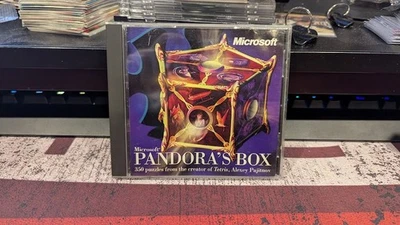 Microsoft
Microsoft
PANDORA'S BOX
350 puzzles from the creator of Tetris, Alexey Pajitnov